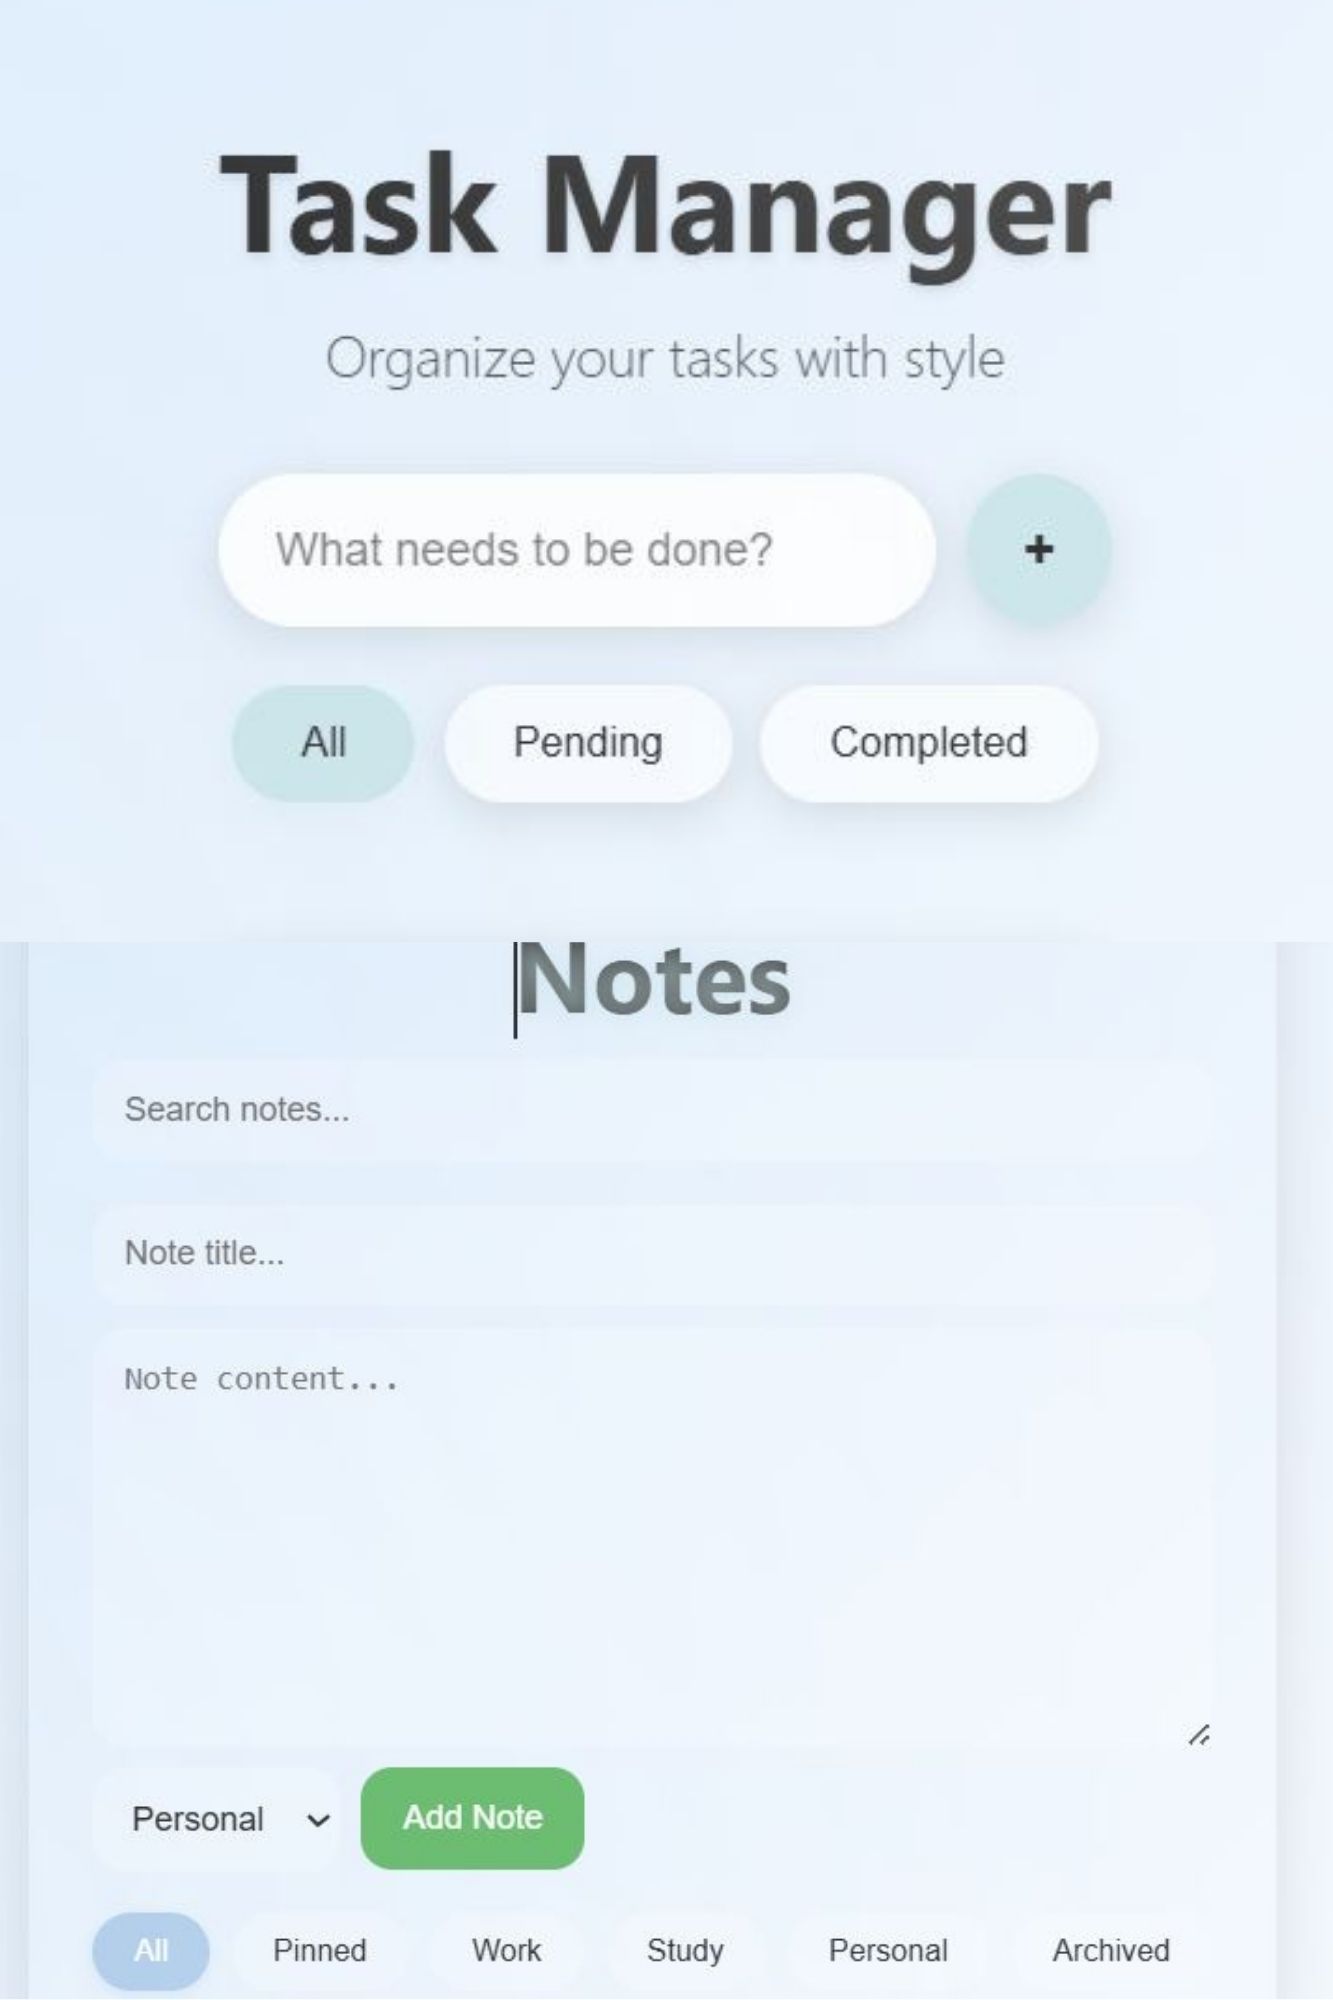 Task Manager
Organize your tasks with style
What needs to be done? +
All Pending Completed
Notes
Search notes...
Note title...
Note content...
Personal Add Note
All Pinned Work Study Personal Archived